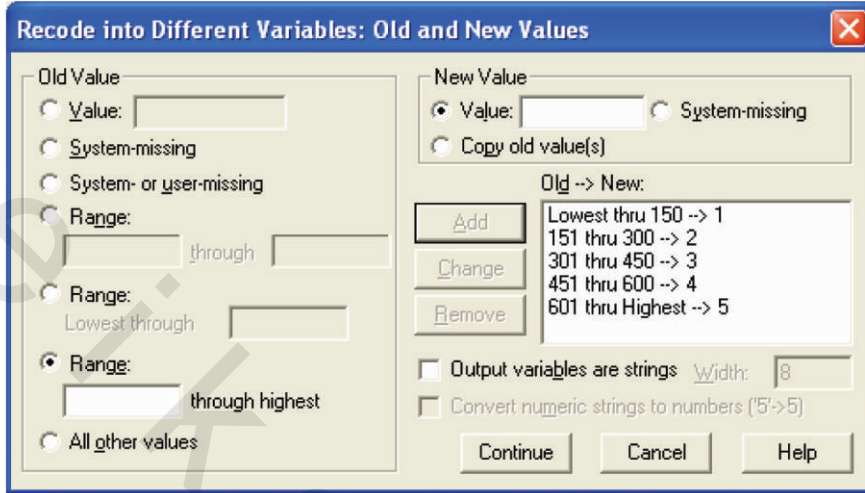 Recode into Different Variables: Old and New Values
Old Value
Value:
System-missing
System- or user-missing
Range:
through
Range:
Lowest through
Range:
through highest
All other values
New Value
Value:
System-missing
Copy old value(s)
Old --> New:
Add
Change
Remove
Lowest thru 150 --> 1
151 thru 300 --> 2
301 thru 450 --> 3
451 thru 600 --> 4
601 thru Highest --> 5
Output variables are strings Width: 8
Convert numeric strings to numbers ('5'->5)
Continue Cancel Help